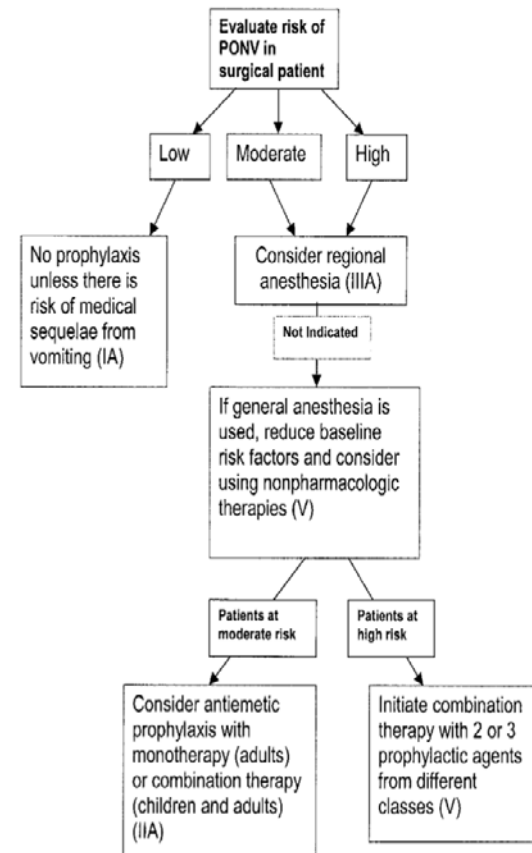 Evaluate risk of
PONV in
surgical patient
Low
Moderate
High
No prophylaxis
unless there is
risk of medical
sequelae from
vomiting (IA)
Consider regional
anesthesia (IIIA)
Not Indicated
If general anesthesia is
used, reduce baseline
risk factors and consider
using nonpharmacologic
therapies (V)
Patients at
moderate risk
Patients at
high risk
Consider antiemetic
prophylaxis with
monotherapy (adults)
or combination therapy
(children and adults)
(IIA)
Initiate combination
therapy with 2 or 3
prophylactic agents
from different
classes (V)